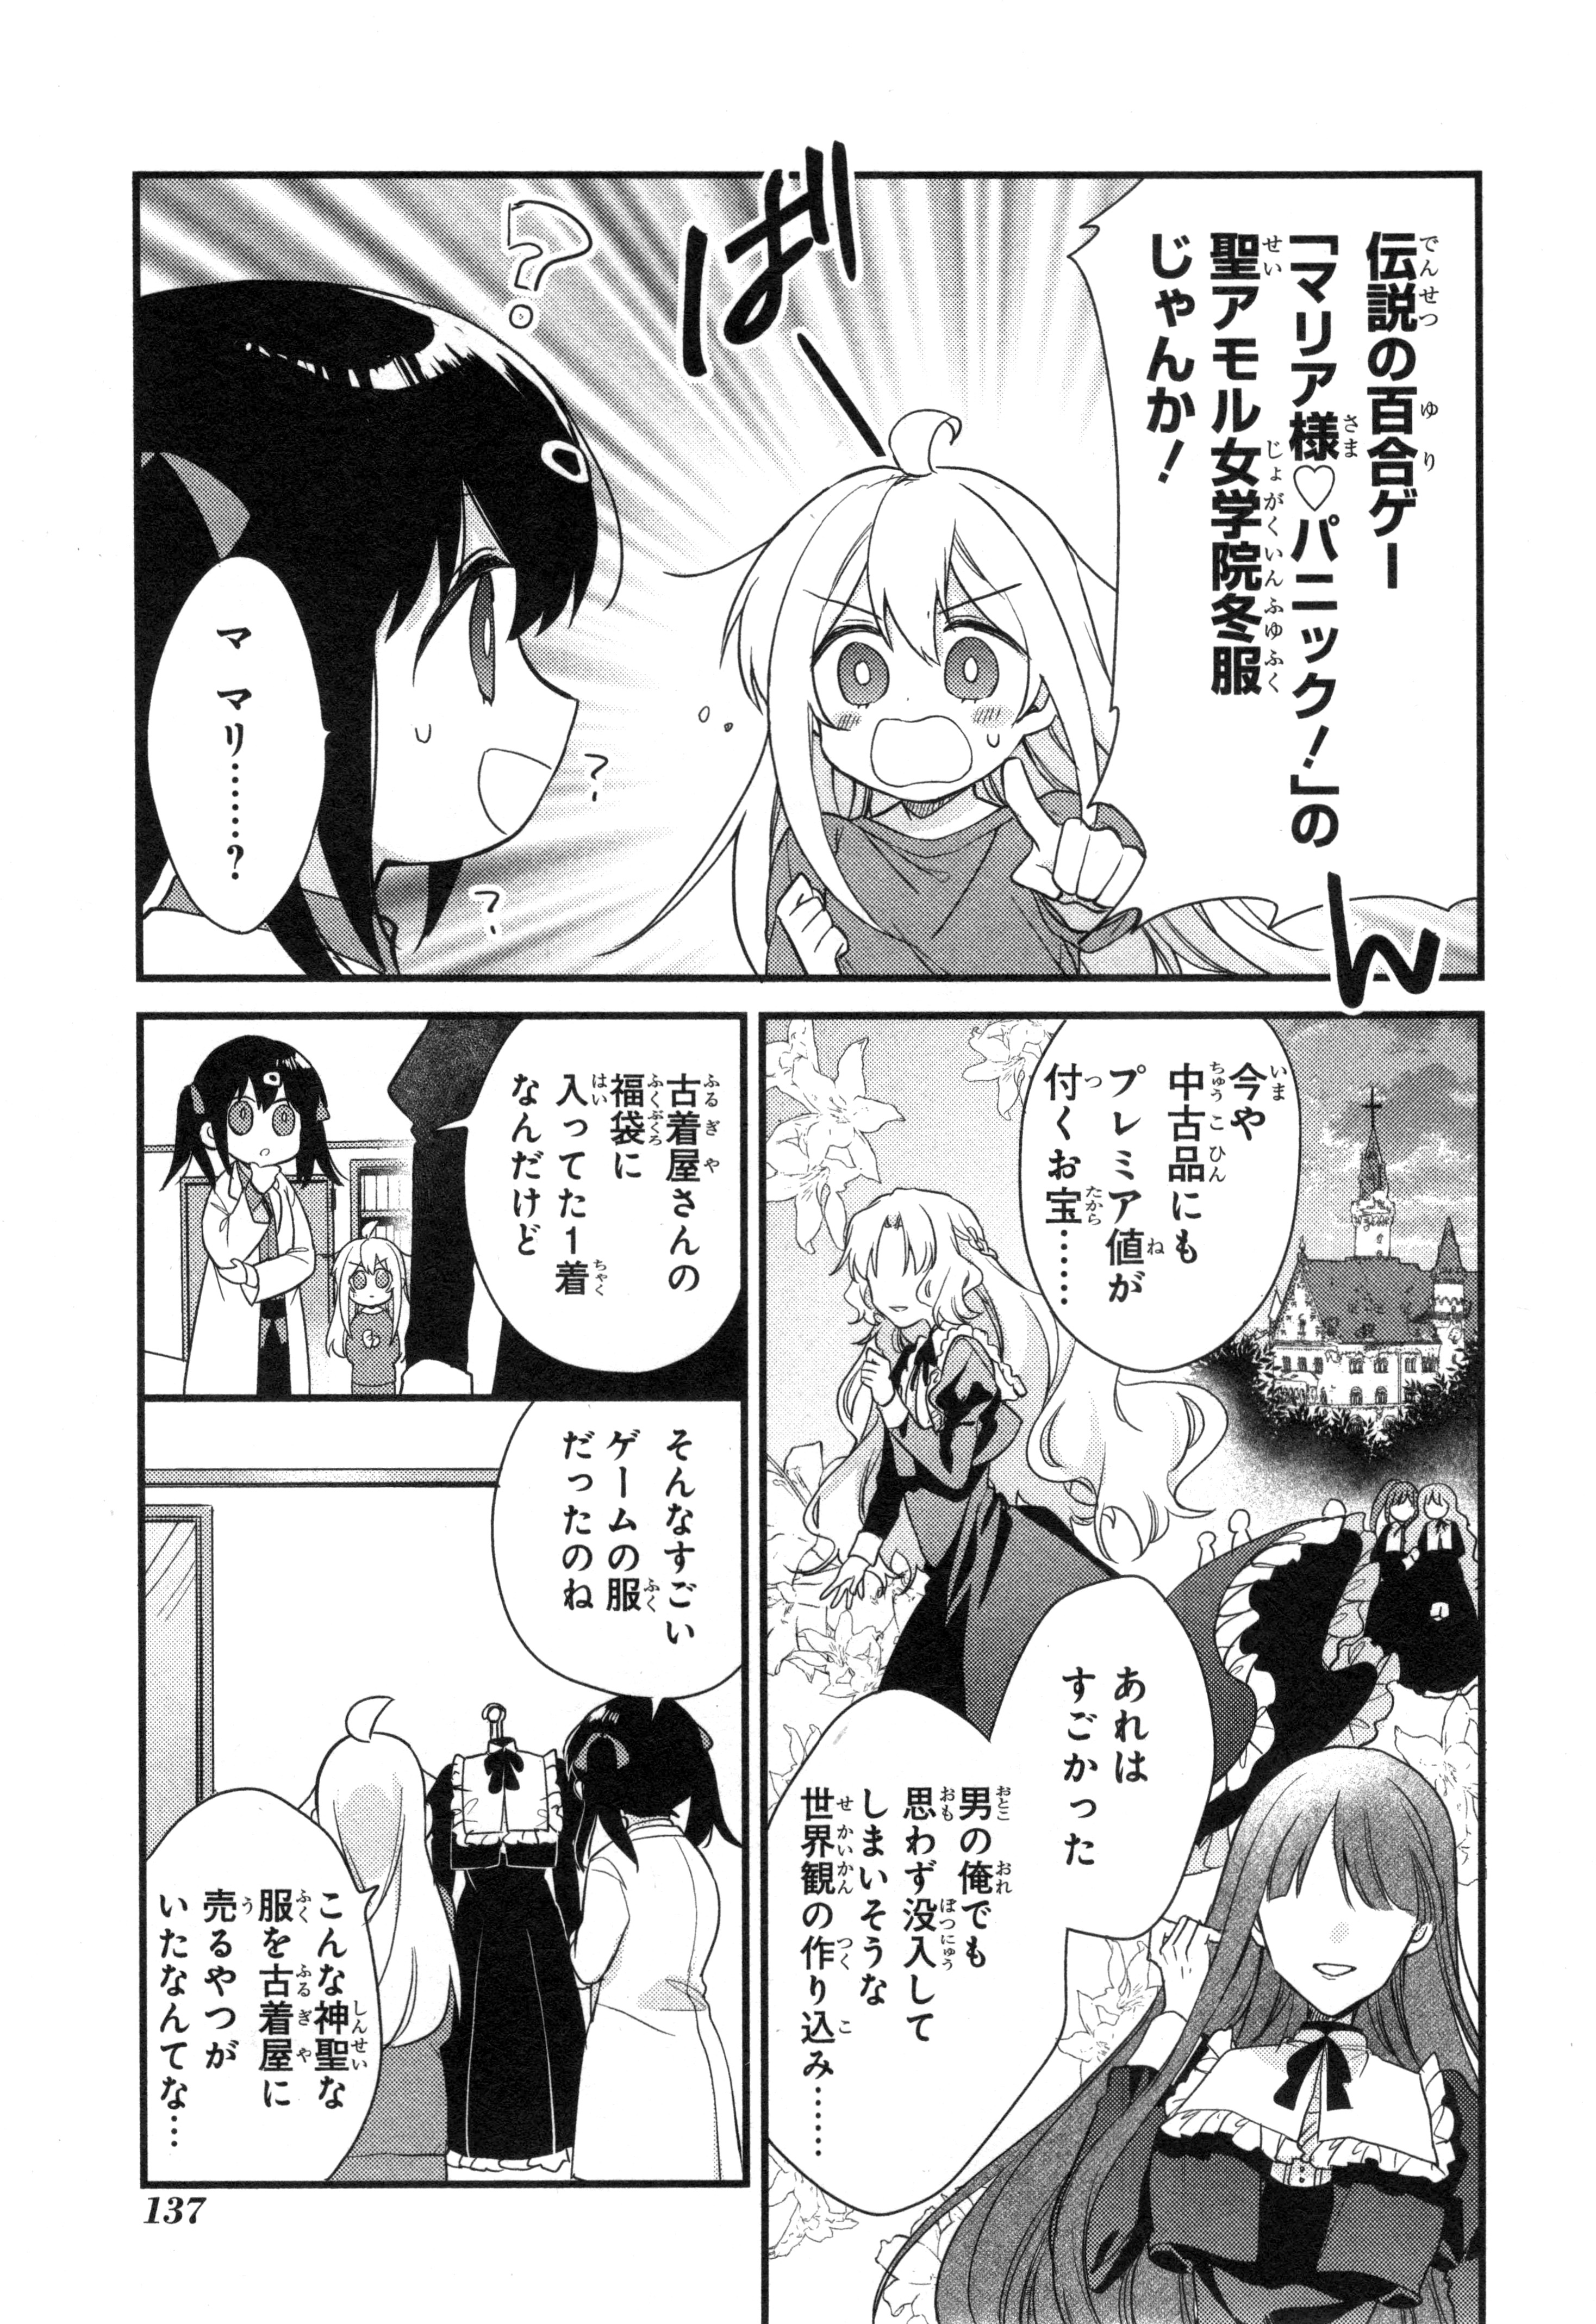 伝説の百合ゲー
「マリア様♡パニック！」の
聖アモル女学院冬服
じゃんか！
ばーん
マ マリ………？
今や
中古品にも
プレミア値が
付くお宝……
あれは
すごかった
男の俺でも
思わず没入して
しまいそうな
世界観の作り込み……
古着屋さんの
福袋に
入ってた1着
なんだけど
そんなすごい
ゲームの服
だったのね
こんな神聖な
服を古着屋に
売るやつが
いたなんてな…
137